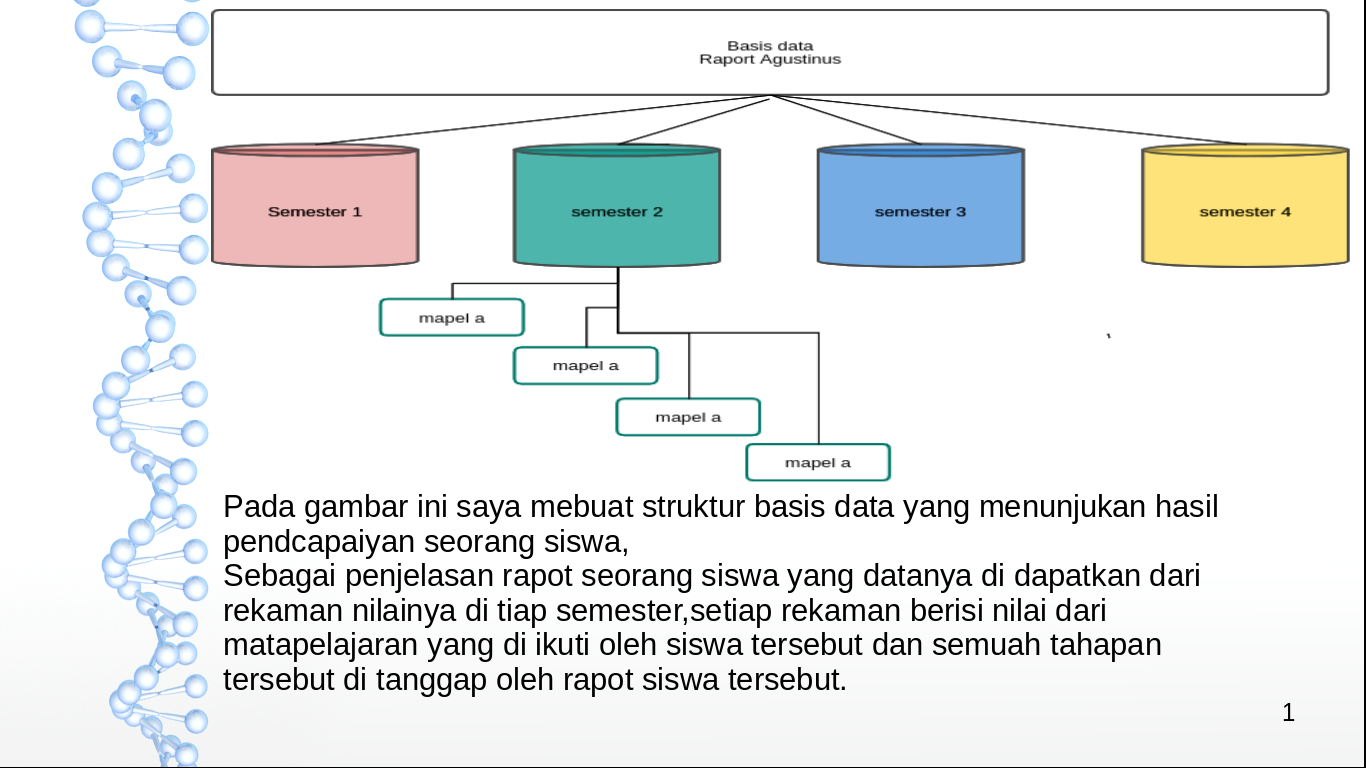 Basis data
Raport Agustinus
Semester 1
semester 2
semester 3
semester 4
mapel a
mapel a
mapel a
mapel a
Pada gambar ini saya mebuat struktur basis data yang menunjukan hasil
pendcapaiyan seorang siswa,
Sebagai penjelasan rapot seorang siswa yang datanya di dapatkan dari
rekaman nilainya di tiap semester,setiap rekaman berisi nilai dari
matapelajaran yang di ikuti oleh siswa tersebut dan semuah tahapan
tersebut di tanggap oleh rapot siswa tersebut.
1